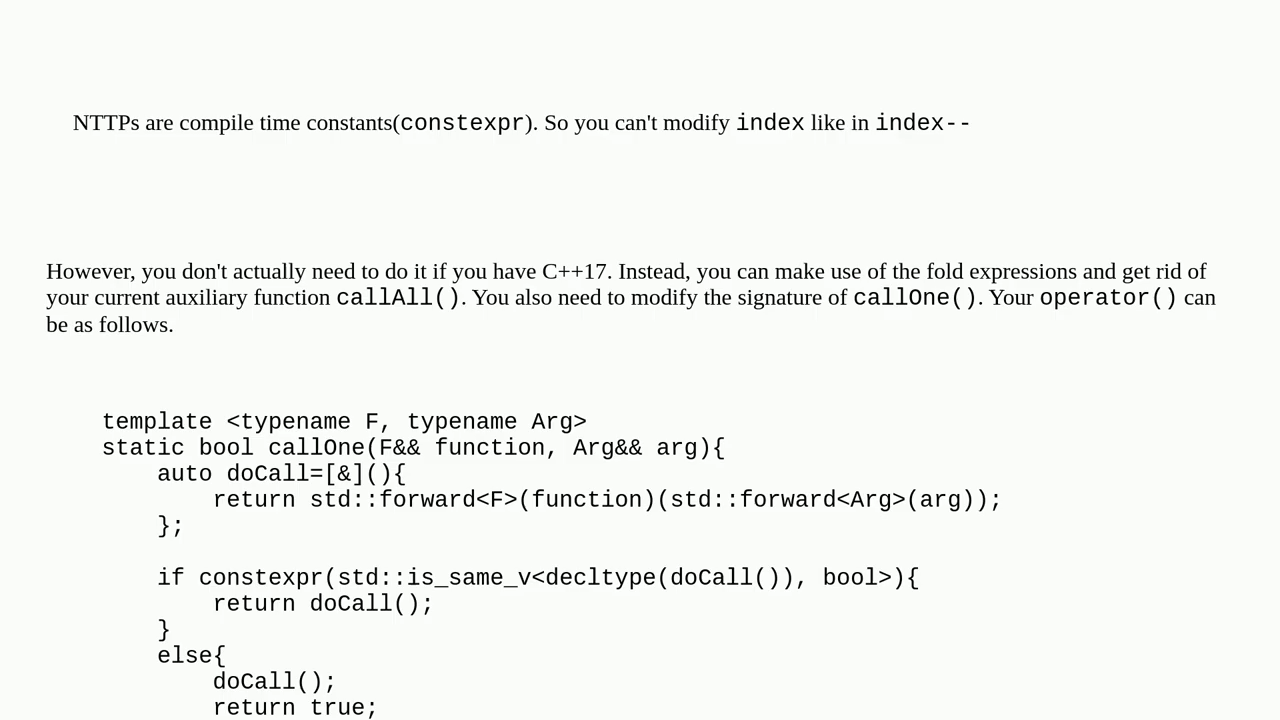 NTTPs are compile time constants(constexpr). So you can't modify index like in index--
However, you don't actually need to do it if you have C++17. Instead, you can make use of the fold expressions and get rid of
your current auxiliary function callAll(). You also need to modify the signature of callOne(). Your operator() can
be as follows.
template <typename F, typename Arg>
static bool callOne(F&& function, Arg&& arg){
    auto doCall=[&](){
        return std::forward<F>(function)(std::forward<Arg>(arg));
    };
    if constexpr(std::is_same_v<decltype(doCall()), bool>){
        return doCall();
    }
    else{
        doCall();
        return true;